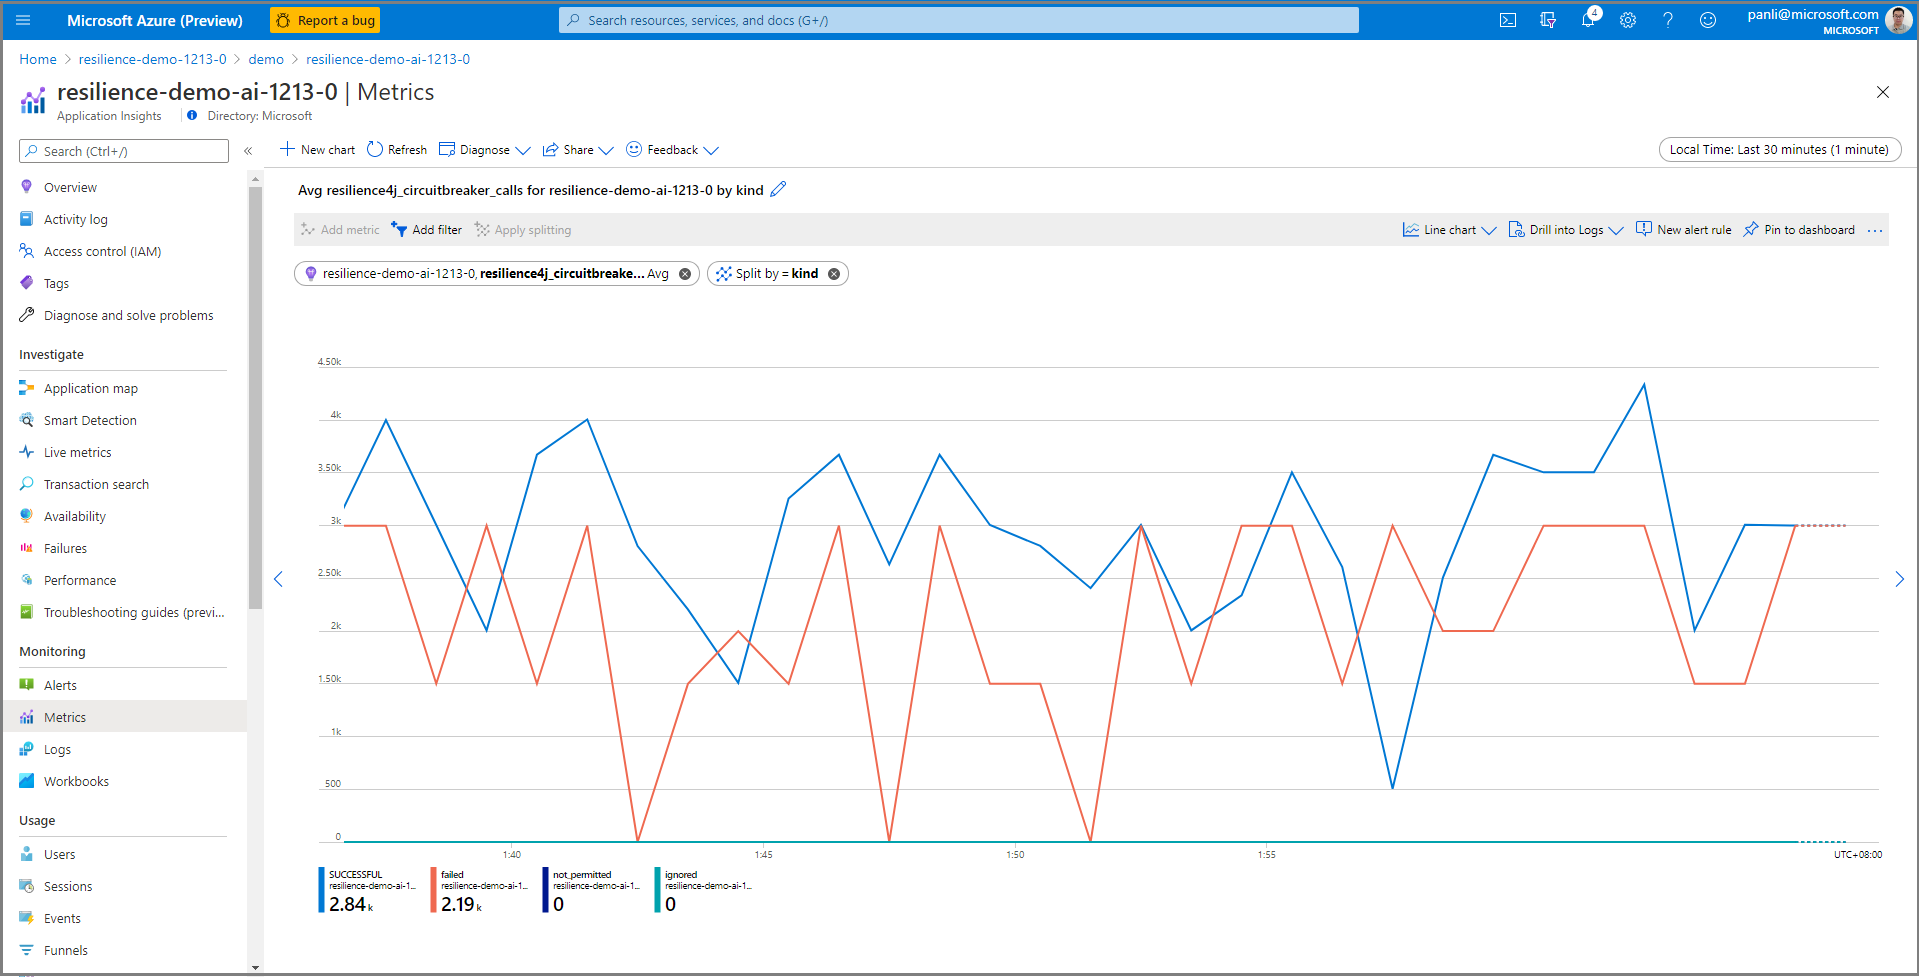 Microsoft Azure (Preview)
Report a bug
Search resources, services, and docs (G+/)
4
panli@microsoft.com
MICROSOFT
Home > resilience-demo-1213-0 > demo > resilience-demo-ai-1213-0
resilience-demo-ai-1213-0 | Metrics
Application Insights
Directory: Microsoft
Search (Ctrl+/)
«
New chart
Refresh
Diagnose
Share
Feedback
Local Time: Last 30 minutes (1 minute)
Overview
Activity log
Access control (IAM)
Tags
Diagnose and solve problems
Investigate
Application map
Smart Detection
Live metrics
Transaction search
Availability
Failures
Performance
Troubleshooting guides (previ...
Monitoring
Alerts
Metrics
Logs
Workbooks
Usage
Users
Sessions
Events
Funnels
Avg resilience4j_circuitbreaker_calls for resilience-demo-ai-1213-0 by kind
Add metric
Add filter
Apply splitting
Line chart
Drill into Logs
New alert rule
Pin to dashboard
...
resilience-demo-ai-1213-0, resilience4j_circuitbreake... Avg
Split by = kind
4.50k
4k
3.50k
3k
2.50k
2k
1.50k
1k
500
0
1:40
1:45
1:50
1:55
UTC+08:00
SUCCESSFUL
resilience-demo-ai-1...
2.84 k
failed
resilience-demo-ai-1...
2.19 k
not_permitted
resilience-demo-ai-1...
0
ignored
resilience-demo-ai-1...
0